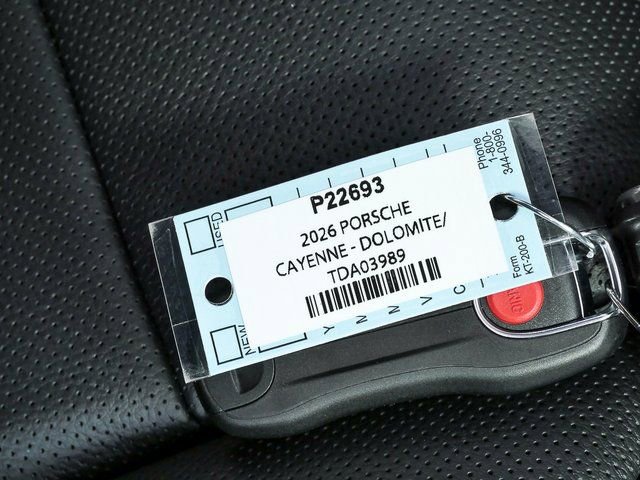 P22693
2026 PORSCHE
CAYENNE - DOLOMITE/
TDA03989
USED
NEW
Y
M
M
V
C
Phone
1-800-
344-0996
Form
KT-200-B